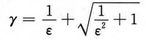 γ = 1/ε + √(1/ε² + 1)